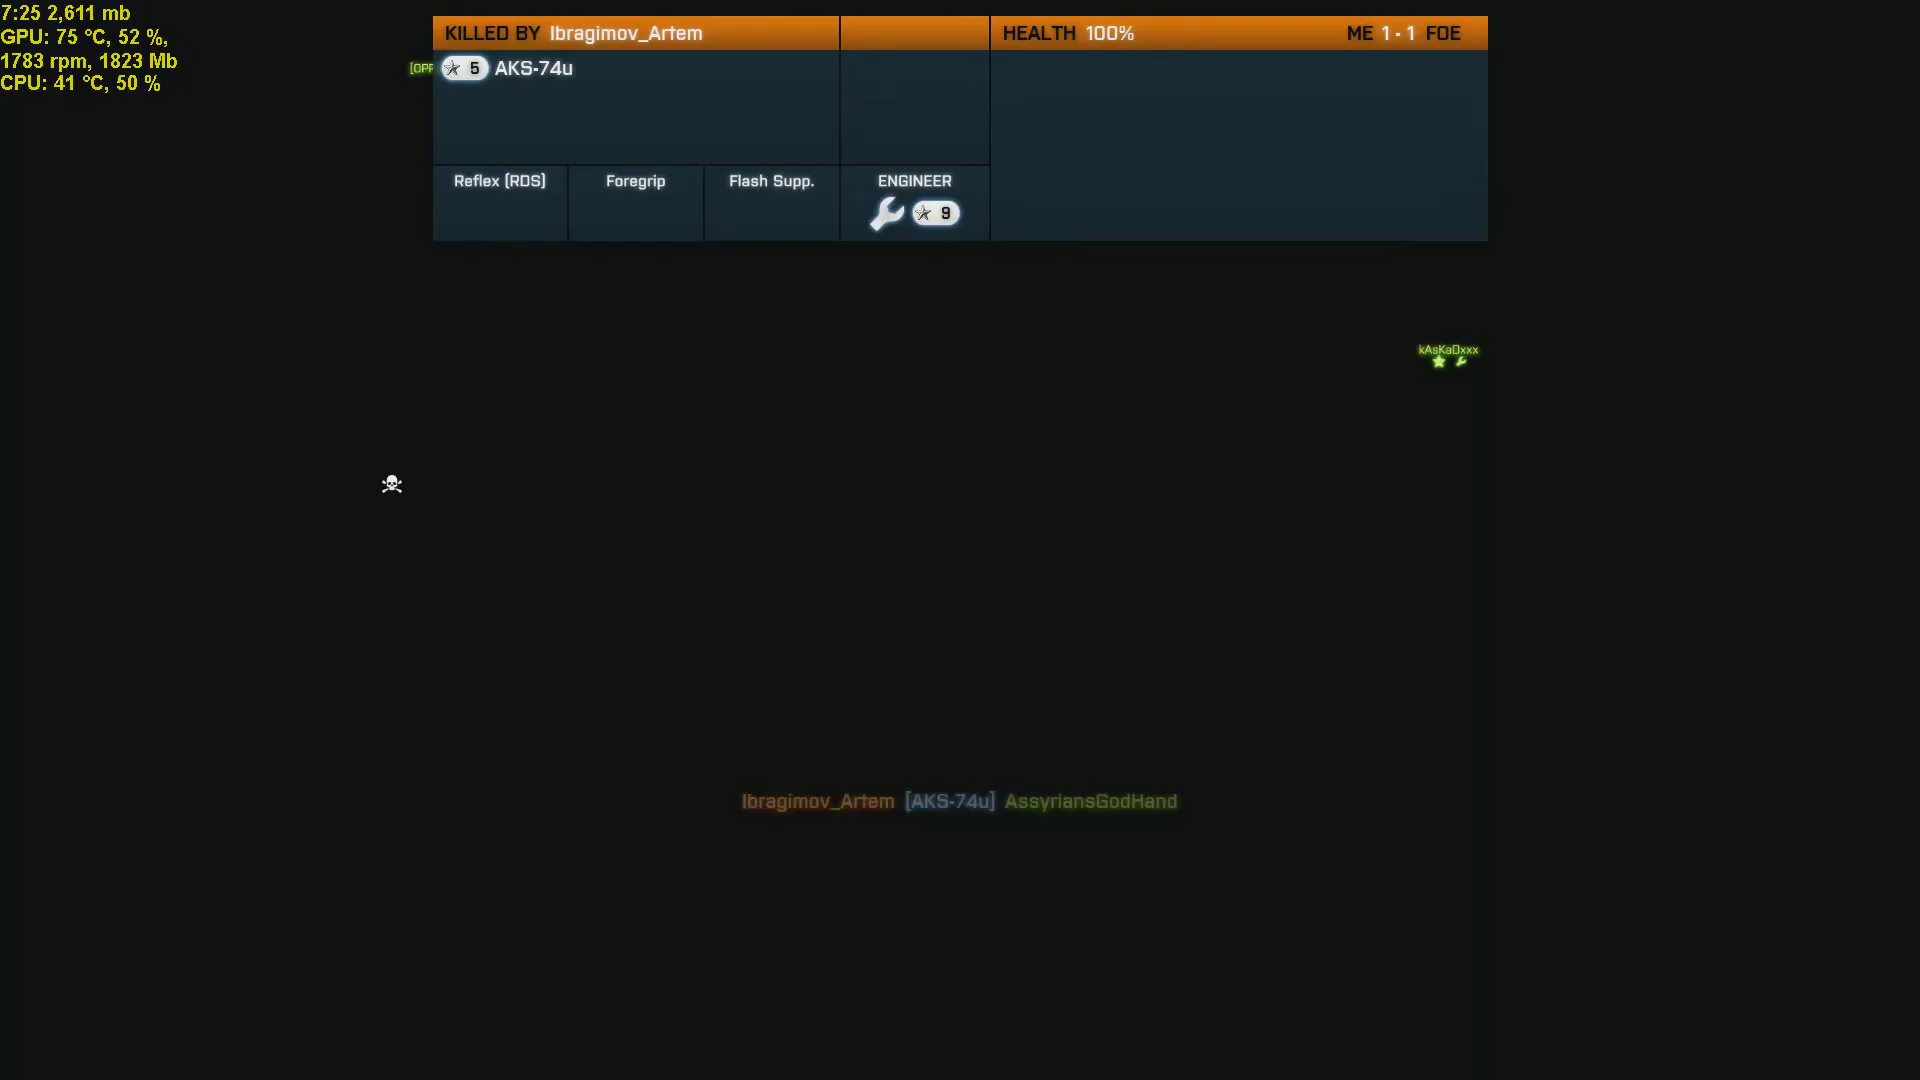 7:25 2,611 mb
GPU: 75 °C, 52 %,
1783 rpm, 1823 Mb
CPU: 41 °C, 50 %
KILLED BY Ibragimov_Artem
HEALTH 100%
ME 1 - 1 FOE
[OPF
5 AKS-74u
Reflex (RDS)
Foregrip
Flash Supp.
ENGINEER
9
kAsKaDxxx
Ibragimov_Artem [AKS-74u] AssyriansGodHand